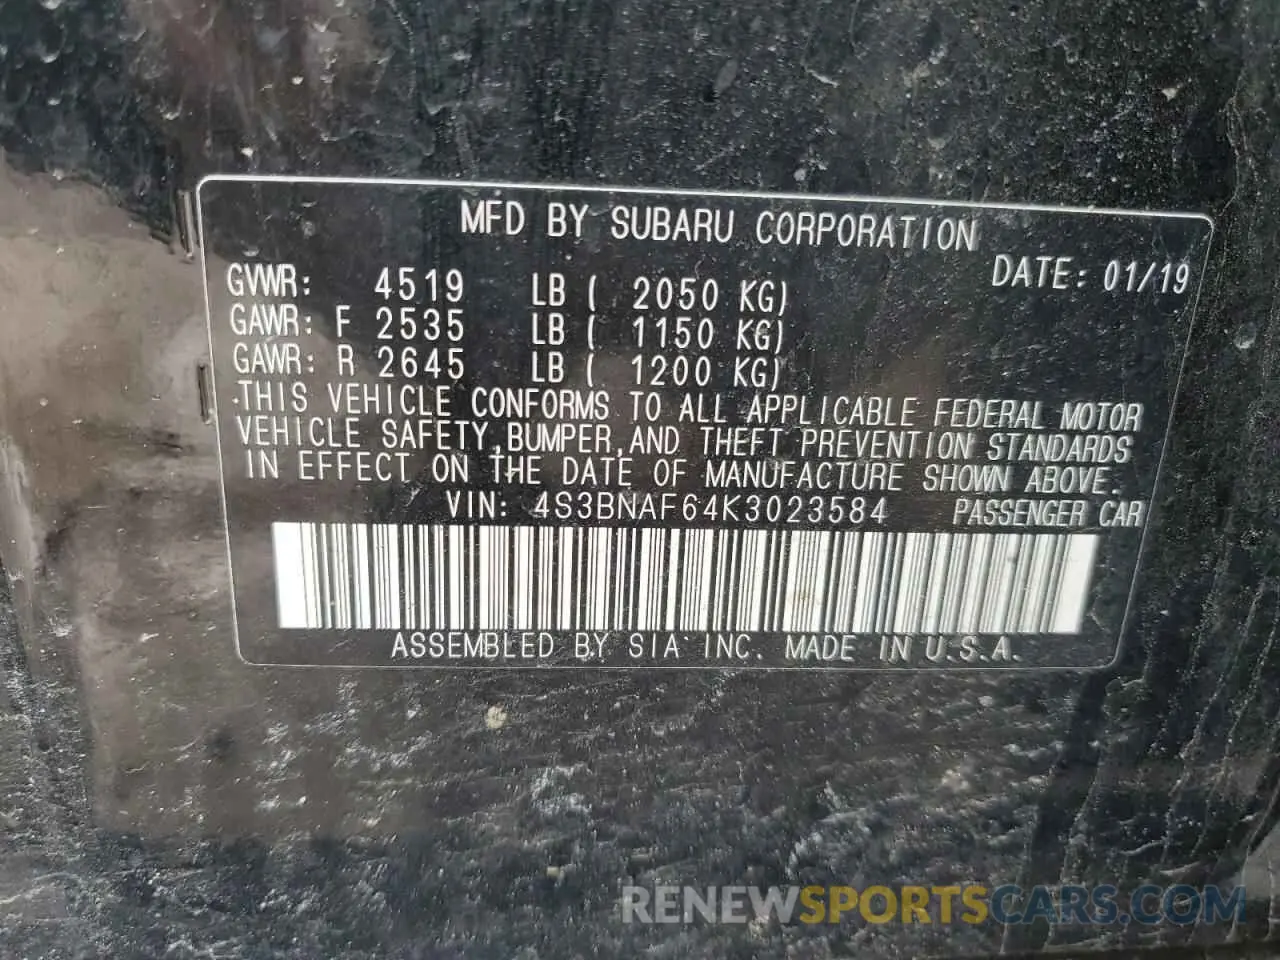 MFD BY SUBARU CORPORATION
DATE: 01/19
GVWR: 4519 LB ( 2050 KG)
GAWR: F 2535 LB ( 1150 KG)
GAWR: R 2645 LB ( 1200 KG)
·THIS VEHICLE CONFORMS TO ALL APPLICABLE FEDERAL MOTOR
VEHICLE SAFETY,BUMPER,AND THEFT PREVENTION STANDARDS
IN EFFECT ON THE DATE OF MANUFACTURE SHOWN ABOVE.
VIN: 4S3BNAF64K3023584 PASSENGER CAR
ASSEMBLED BY SIA INC. MADE IN U.S.A.
RENEWSPORTSCARS.COM